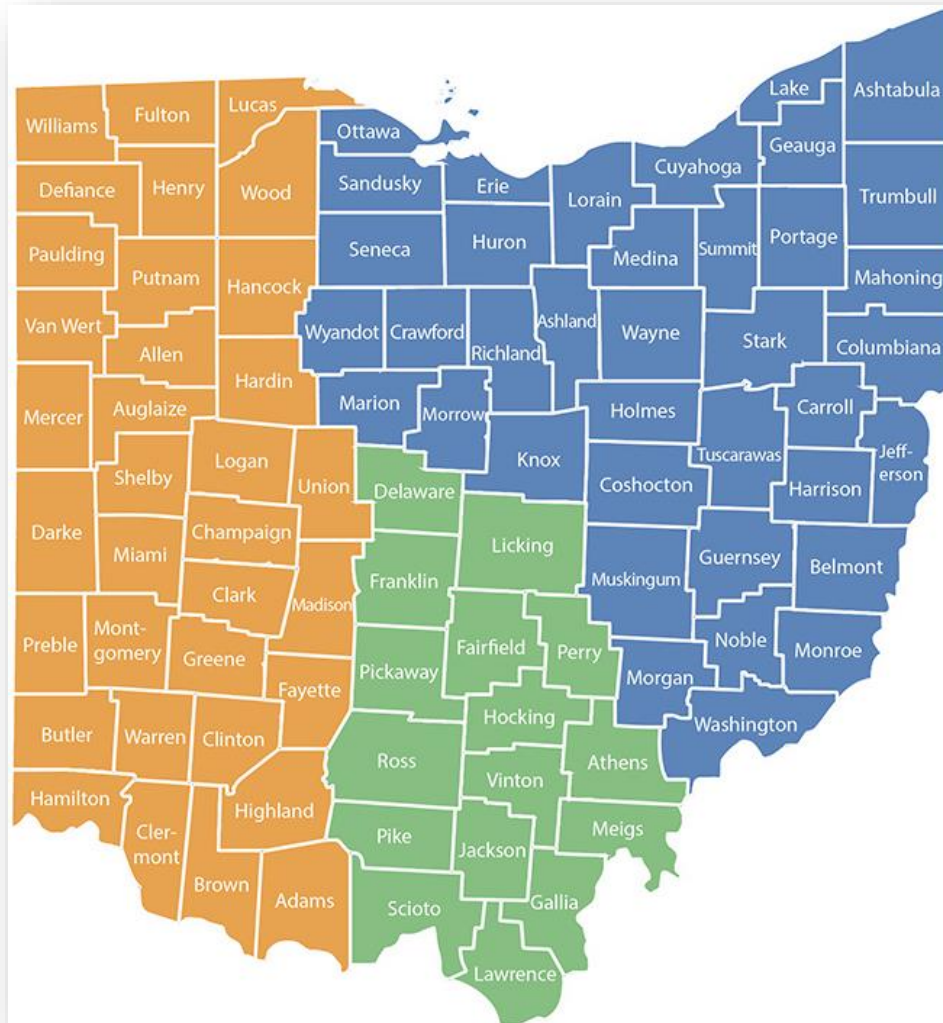 Lake
Ashtabula
Lucas
Fulton
Williams
Ottawa
Geauga
Cuyahoga
Sandusky
Erie
Defiance
Henry
Wood
Lorain
Trumbull
Portage
Huron
Summit
Seneca
Medina
Paulding
Putnam
Hancock
Mahoning
Van Wert
Wyandot
Crawford
Ashland
Wayne
Stark
Columbiana
Richland
Allen
Hardin
Marion
Morrow
Holmes
Carroll
Mercer
Auglaize
Jeff-
erson
Tuscarawas
Logan
Knox
Shelby
Union
Delaware
Coshocton
Harrison
Darke
Champaign
Licking
Miami
Guernsey
Belmont
Franklin
Muskingum
Clark
Madison
Mont-
gomery
Preble
Greene
Fairfield
Perry
Noble
Monroe
Pickaway
Morgan
Fayette
Hocking
Washington
Butler
Warren
Clinton
Ross
Athens
Vinton
Hamilton
Highland
Meigs
Cler-
mont
Pike
Jackson
Brown
Adams
Scioto
Gallia
Lawrence